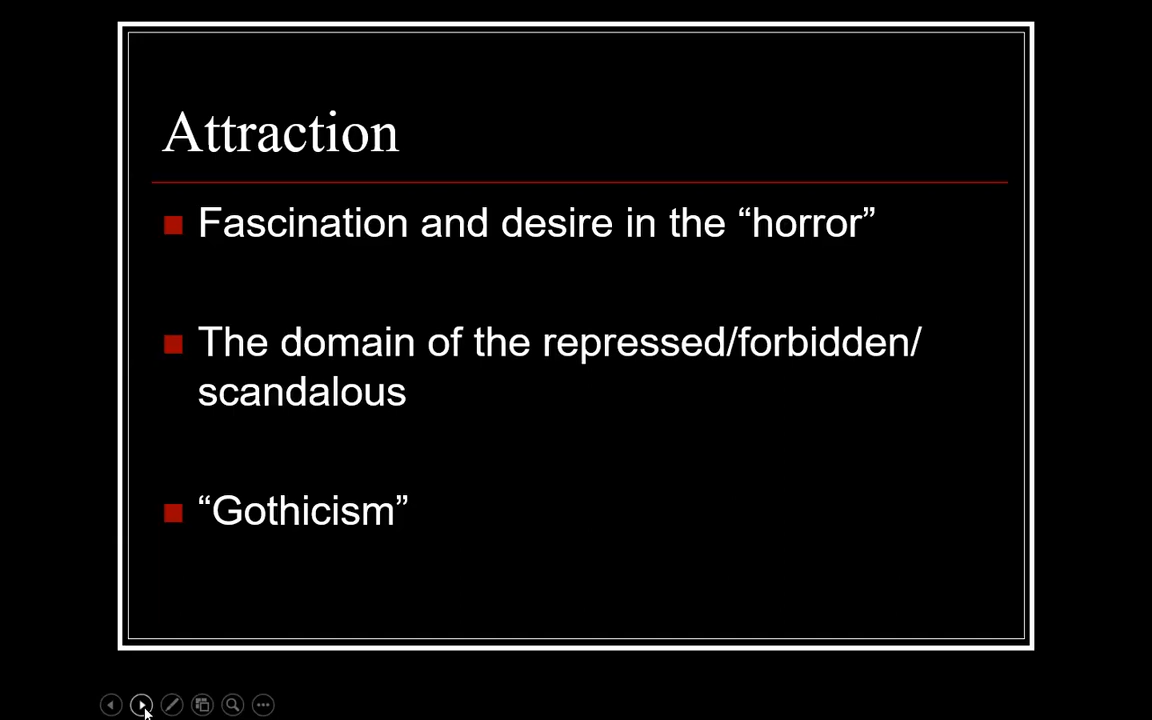 Attraction
Fascination and desire in the “horror”
The domain of the repressed/forbidden/
scandalous
“Gothicism”